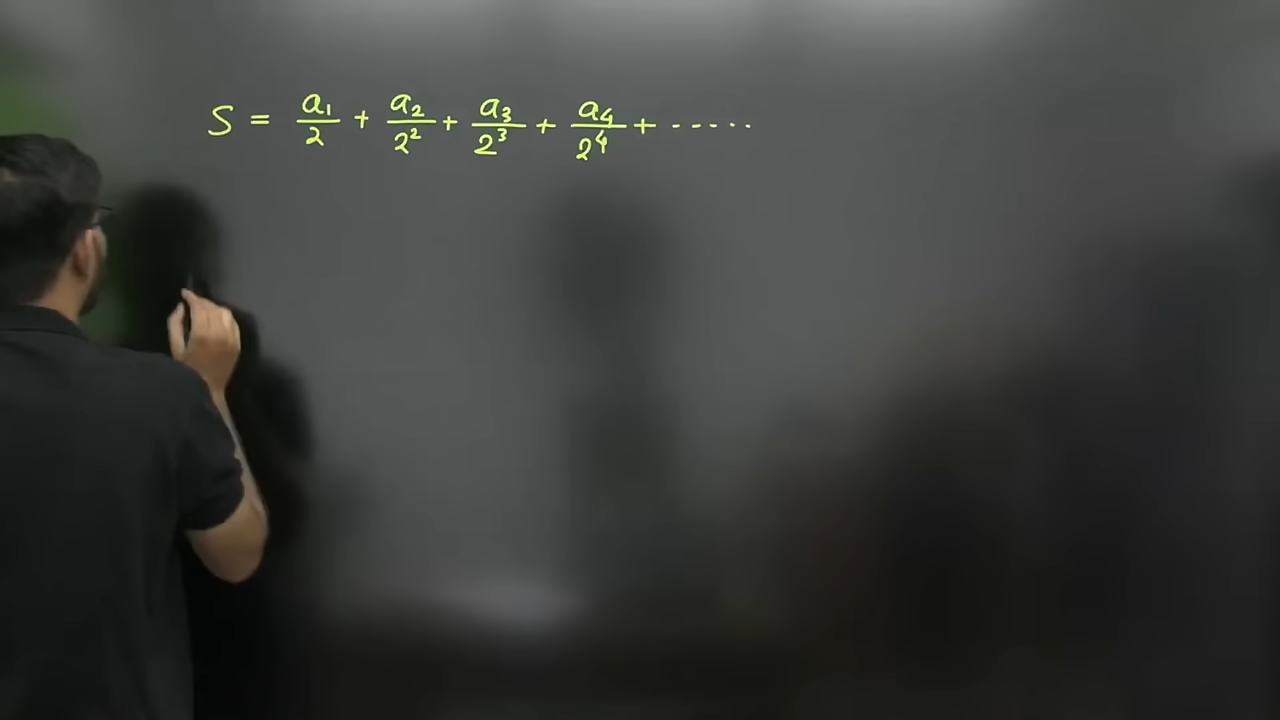 S = a₁/2 + a₂/2² + a₃/2³ + a₄/2⁴ + .....